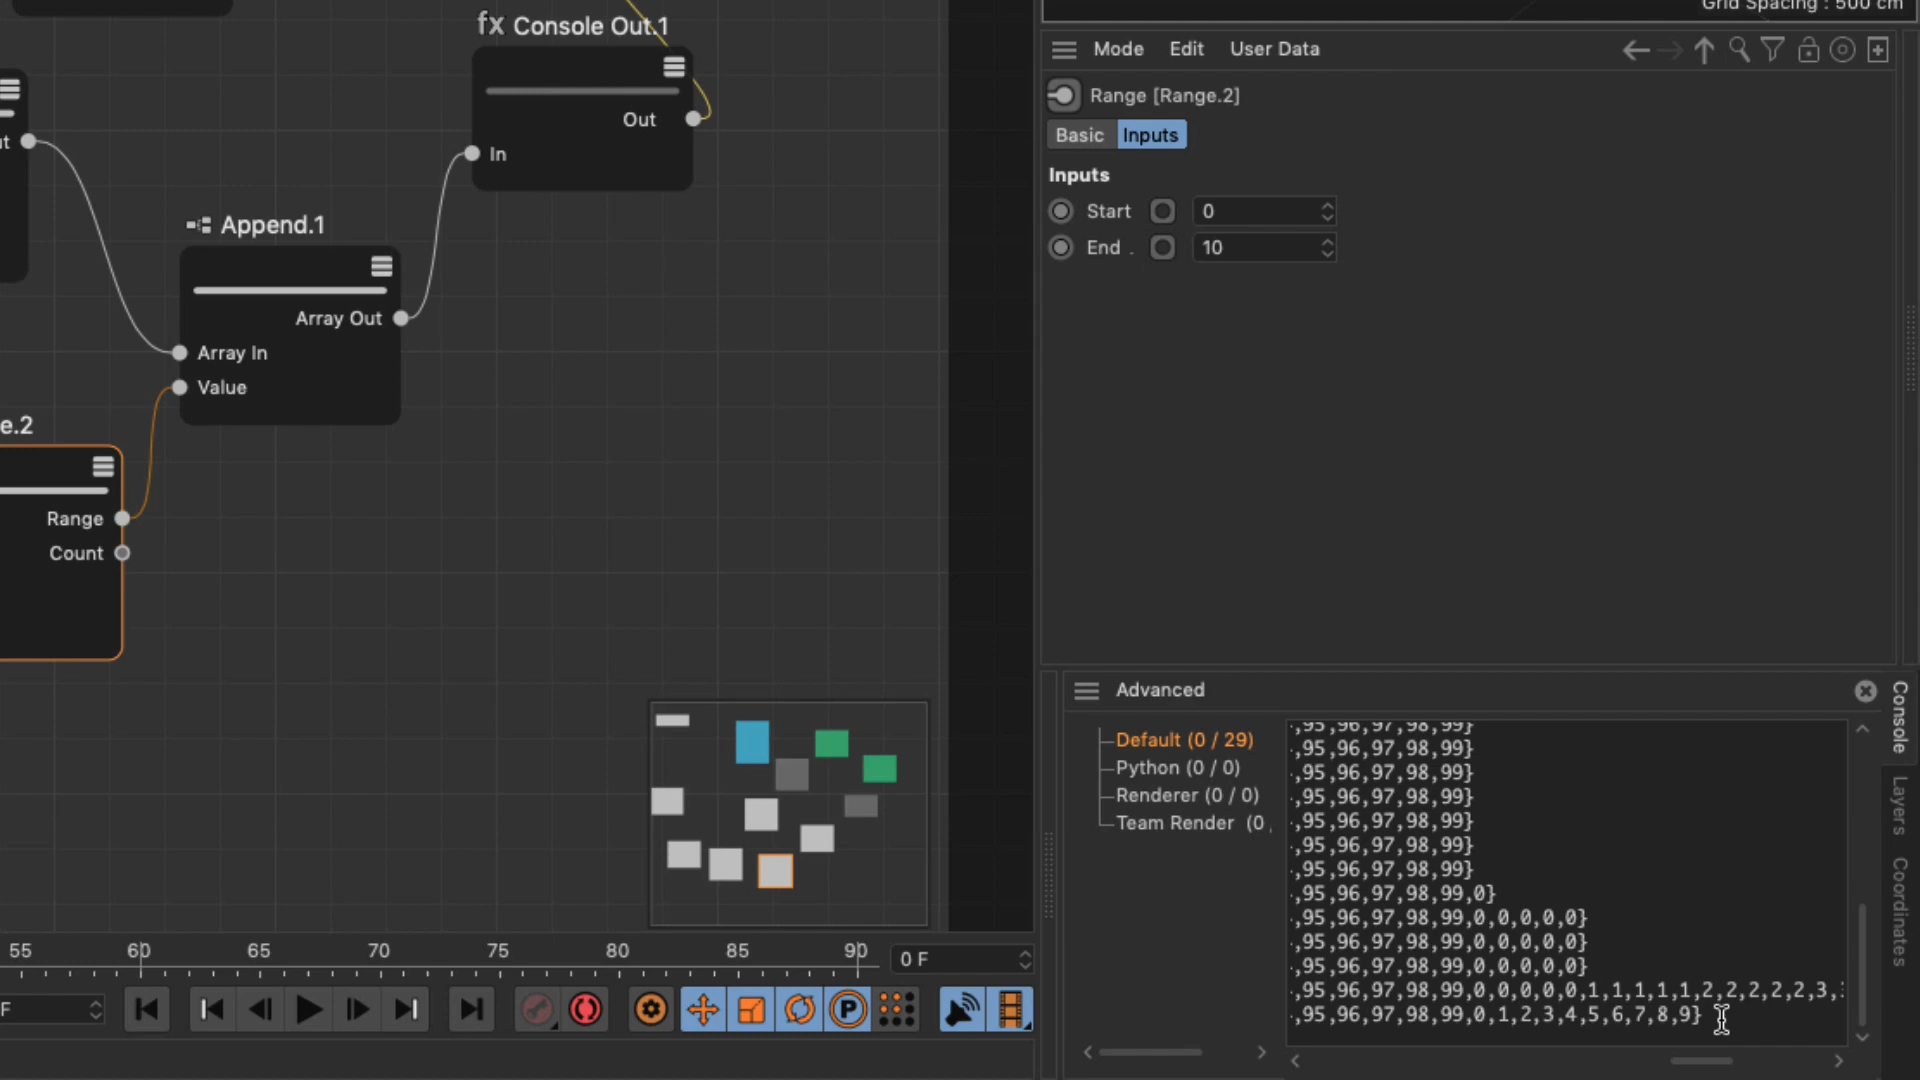 Console Out.1
Out
In
Append.1
Array Out
Array In
Value
e.2
Range
Count
55 60 65 70 75 80 85 90
0 F
F
Grid Spacing : 500 cm
Mode Edit User Data
Range [Range.2]
Basic Inputs
Inputs
Start 0
End . 10
Advanced
Default (0 / 29)
Python (0 / 0)
Renderer (0 / 0)
Team Render (0
,95,96,97,98,99}
,95,96,97,98,99}
,95,96,97,98,99}
,95,96,97,98,99}
,95,96,97,98,99}
,95,96,97,98,99}
,95,96,97,98,99}
,95,96,97,98,99,0}
,95,96,97,98,99,0,0,0,0,0}
,95,96,97,98,99,0,0,0,0,0}
,95,96,97,98,99,0,0,0,0,0}
,95,96,97,98,99,0,0,0,0,0,1,1,1,1,1,2,2,2,2,2,3,
,95,96,97,98,99,0,1,2,3,4,5,6,7,8,9}
Console
Layers
Coordinates